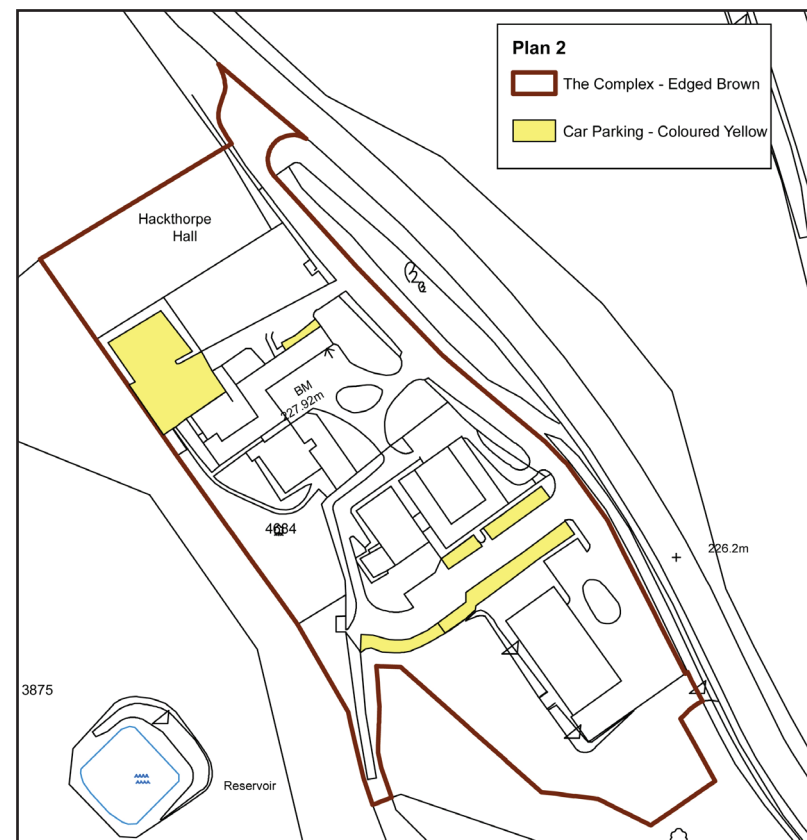 Plan 2
The Complex - Edged Brown
Car Parking - Coloured Yellow
Hackthorpe
Hall
BM
227.92m
4684
226.2m
3875
Reservoir